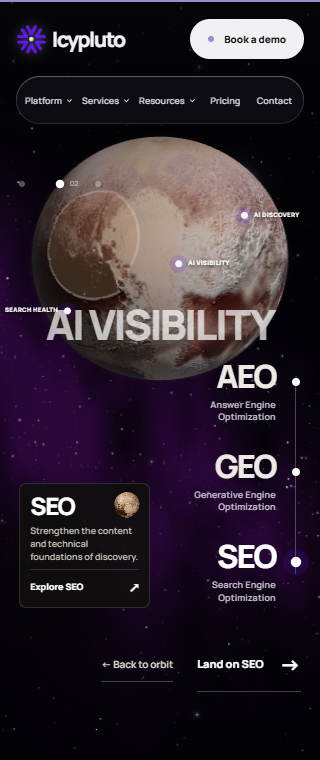 Icypluto
Book a demo
Platform
Services
Resources
Pricing
Contact
02
AI DISCOVERY
AI VISIBILITY
SEARCH HEALTH
AI VISIBILITY
AEO
Answer Engine
Optimization
GEO
Generative Engine
Optimization
SEO
Strengthen the content
and technical
foundations of discovery.
Explore SEO ↗
SEO
Search Engine
Optimization
← Back to orbit
Land on SEO →